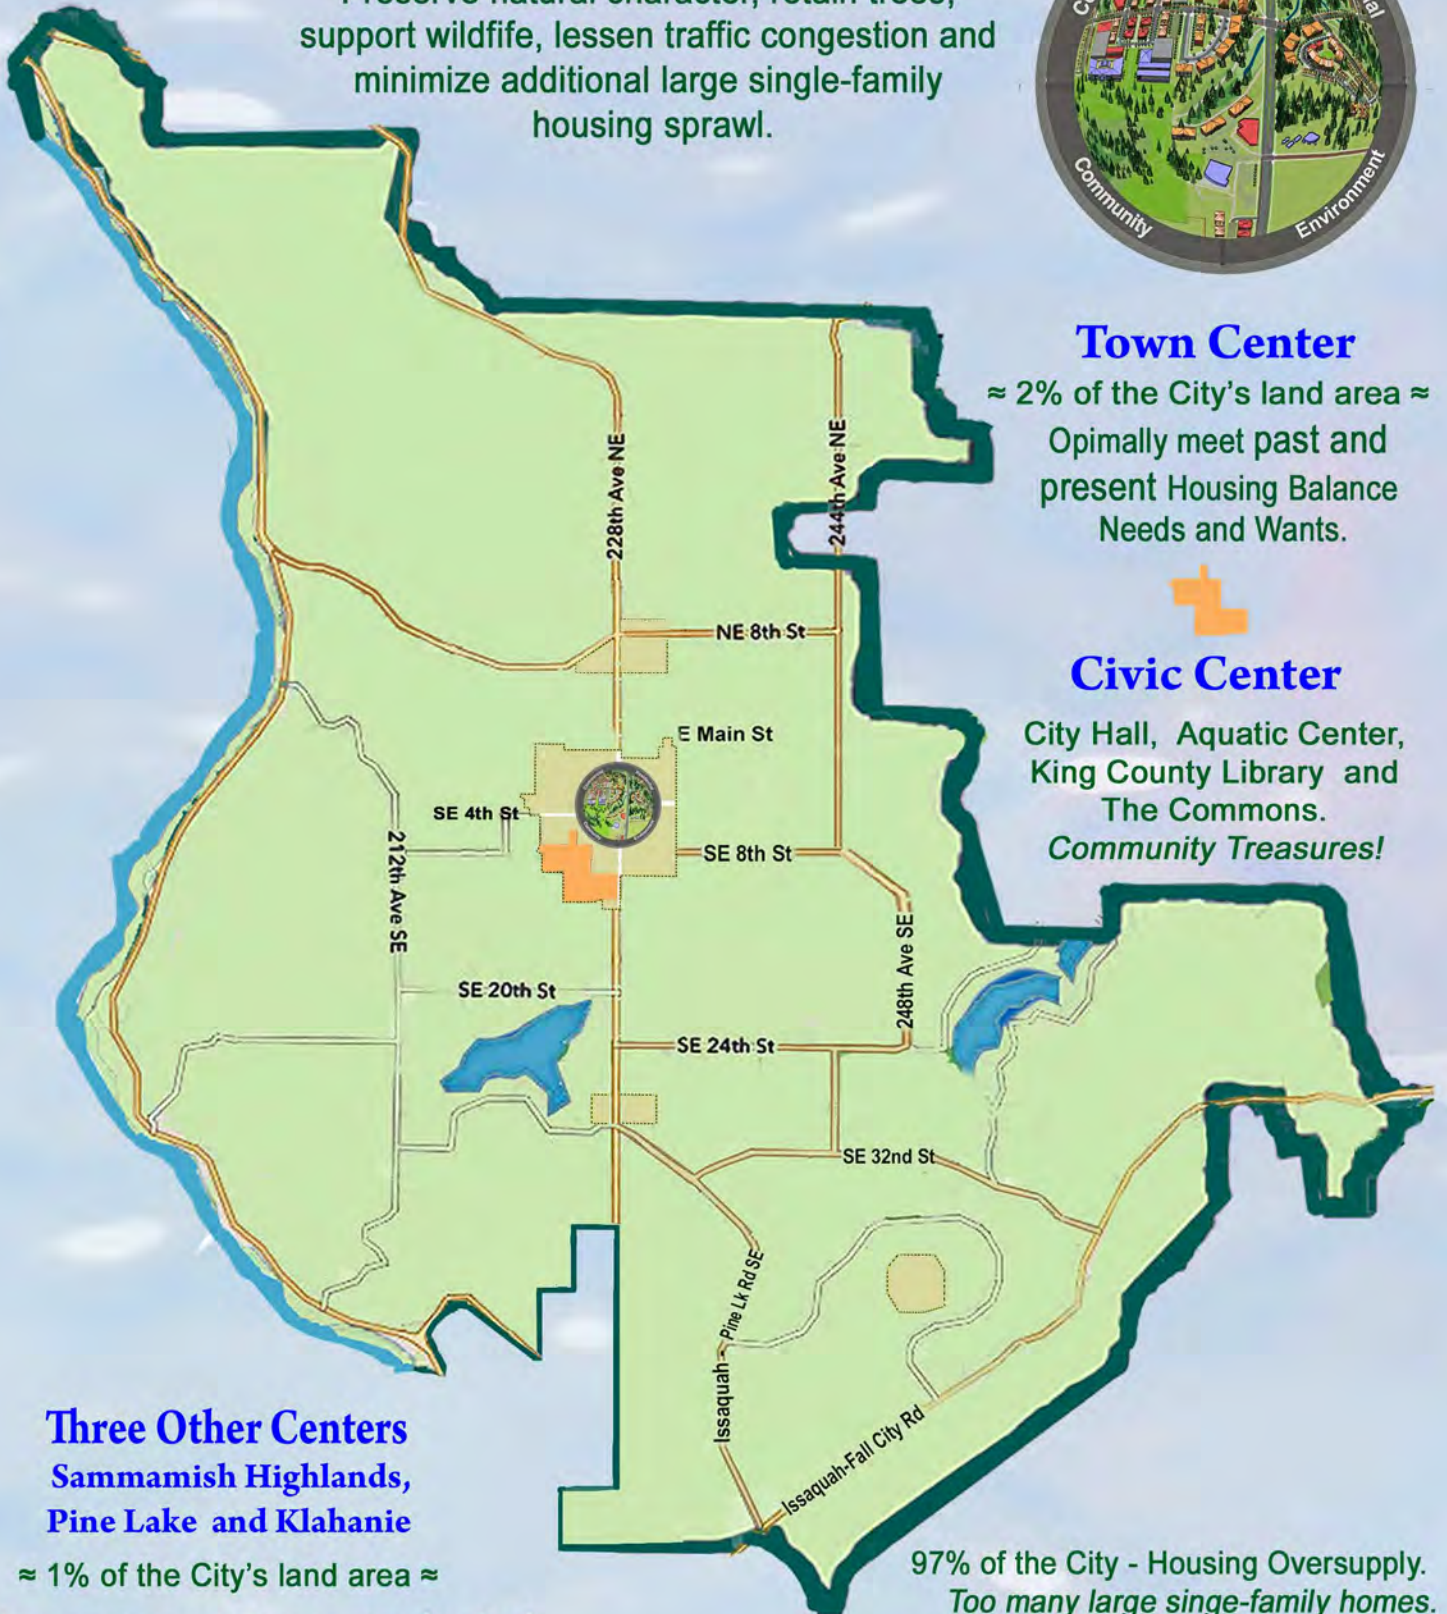 Preserve natural character, retain trees,
support wildfife, lessen traffic congestion and
minimize additional large single-family
housing sprawl.
Community
Environment
Town Center
≈ 2% of the City's land area ≈
Opimally meet past and
present Housing Balance
Needs and Wants.
Civic Center
City Hall, Aquatic Center,
King County Library and
The Commons.
Community Treasures!
228th Ave NE
244th Ave NE
NE 8th St
E Main St
SE 4th St
SE 8th St
212th Ave SE
248th Ave SE
SE 20th St
SE 24th St
SE 32nd St
Issaquah - Pine Lk Rd SE
Issaquah-Fall City Rd
Three Other Centers
Sammamish Highlands,
Pine Lake and Klahanie
≈ 1% of the City's land area ≈
97% of the City - Housing Oversupply.
Too many large singe-family homes.